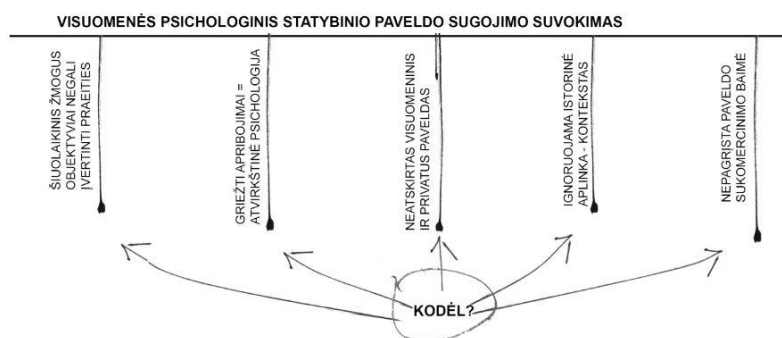 VISUOMENĖS PSICHOLOGINIS STATYBINIO PAVELDO SUGOJIMO SUVOKIMAS
ŠIUOLAIKINIS ŽMOGUS
OBJEKTYVIAI NEGALI
ĮVERTINTI PRAEITIES
GRIEŽTI APRIBOJIMAI =
ATVIRKŠTINĖ PSICHOLOGIJA
NEATSKIRTAS VISUOMENINIS
IR PRIVATUS PAVELDAS
IGNORUOJAMA ISTORINĖ
APLINKA - KONTEKSTAS
NEPAGRĮSTA PAVELDO
SUKOMERCINIMO BAIMĖ
KODĖL?